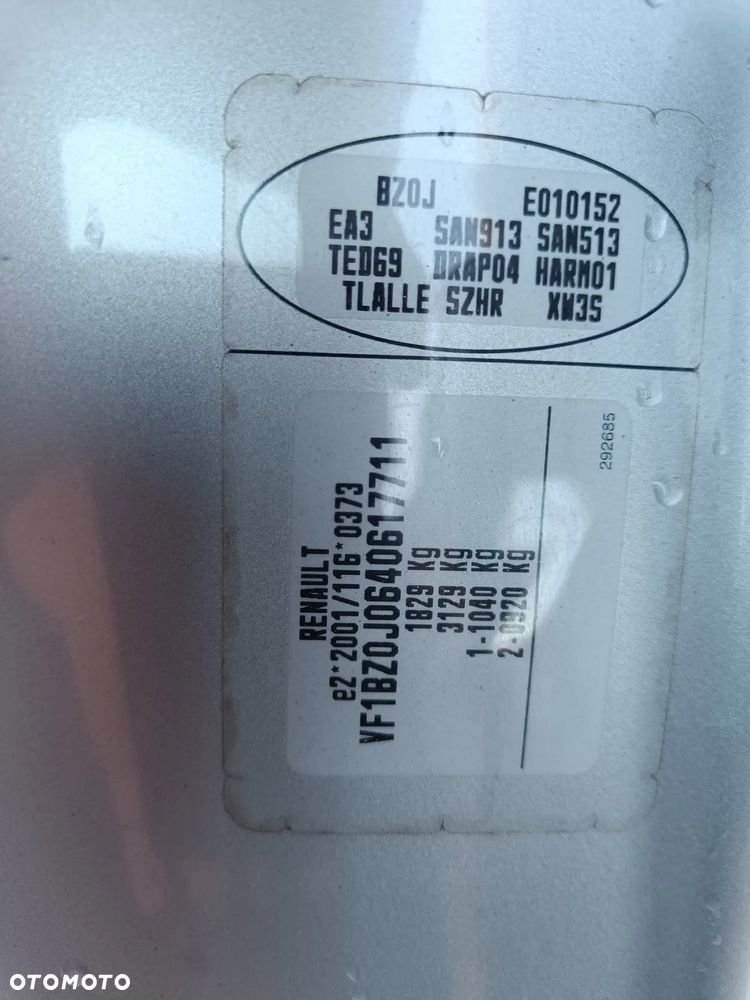 BZ0J E010152
EA3 SAN913 SAN513
TED69 DRAP04 HARM01
TLALLE SZHR XW3S
RENAULT
e2*2001/116*0373
VF1BZ0J0640617711
1829 Kg
3129 Kg
1-1040 Kg
2-0920 Kg
292685
OTOMOTO